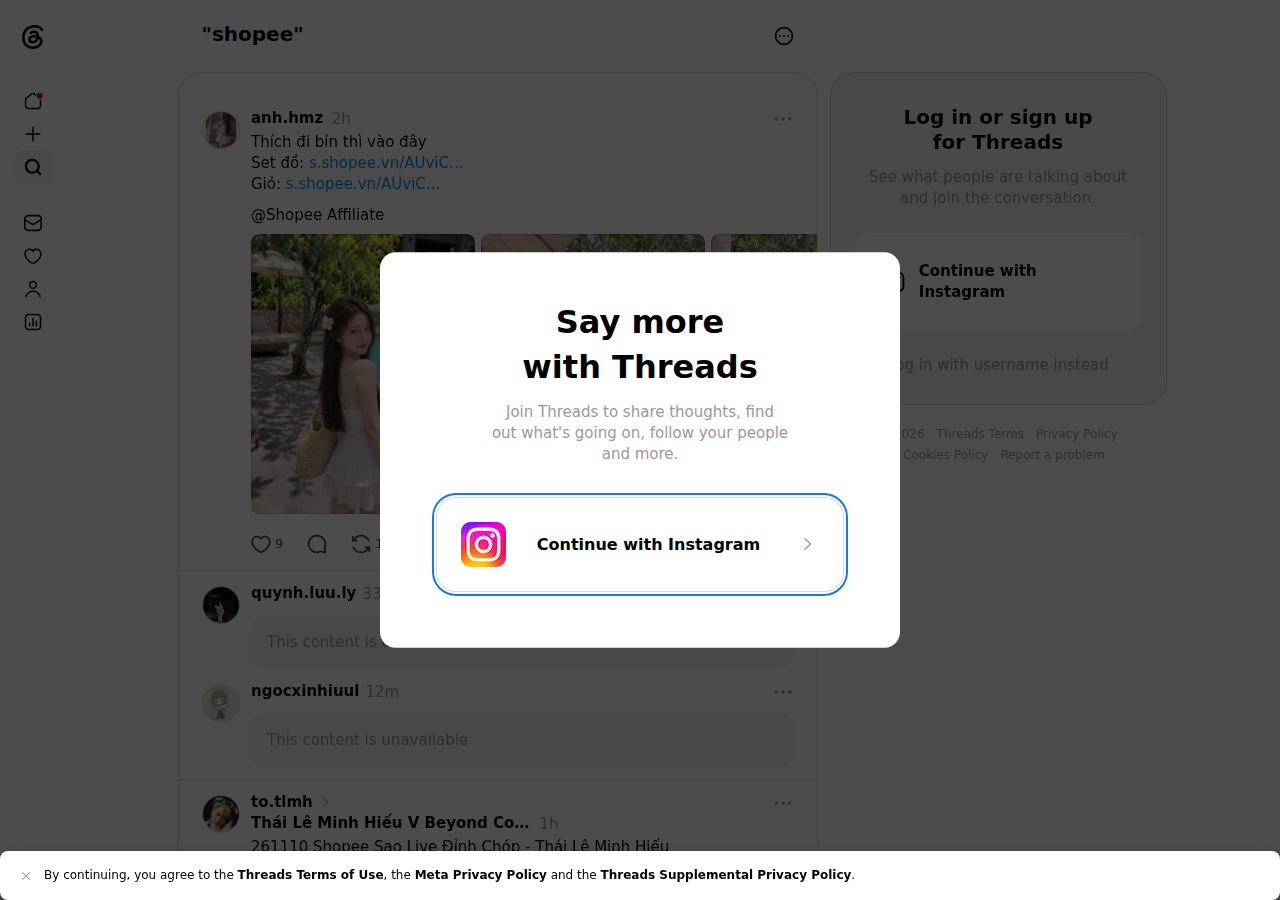 "shopee"
anh.hmz 2h
Thích đi bỉn thì vào đây
Set đồ: s.shopee.vn/AUviC…
Giỏ: s.shopee.vn/AUviC…
@Shopee Affiliate
9
quynh.luu.ly
This content is
ngocxinhiuul 12m
This content is unavailable
to.tlmh
Thái Lê Minh Hiếu V Beyond Co… 1h
261110 Shopee Sao Live Đỉnh Chóp - Thái Lê Minh Hiếu
Log in or sign up
for Threads
See what people are talking about
and join the conversation.
Continue with
Instagram
in with username instead
Threads Terms Privacy Policy
Cookies Policy Report a problem
Say more
with Threads
Join Threads to share thoughts, find
out what's going on, follow your people
and more.
Continue with Instagram
By continuing, you agree to the Threads Terms of Use, the Meta Privacy Policy and the Threads Supplemental Privacy Policy.